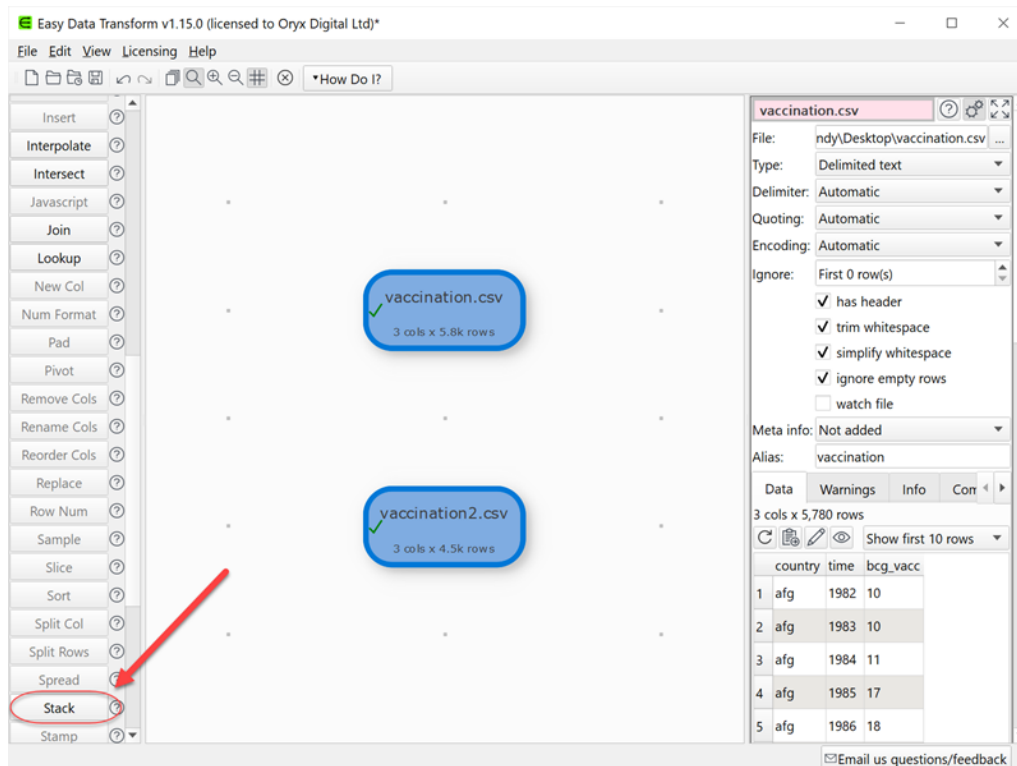 Easy Data Transform v1.15.0 (licensed to Oryx Digital Ltd)*
File Edit View Licensing Help
How Do I?
Insert
Interpolate
Intersect
Javascript
Join
Lookup
New Col
Num Format
Pad
Pivot
Remove Cols
Rename Cols
Reorder Cols
Replace
Row Num
Sample
Slice
Sort
Split Col
Split Rows
Spread
Stack
Stamp
vaccination.csv
3 cols x 5.8k rows
vaccination2.csv
3 cols x 4.5k rows
vaccination.csv
File: ndy\Desktop\vaccination.csv ...
Type: Delimited text
Delimiter: Automatic
Quoting: Automatic
Encoding: Automatic
Ignore: First 0 row(s)
has header
trim whitespace
simplify whitespace
ignore empty rows
watch file
Meta info: Not added
Alias: vaccination
Data Warnings Info Com
3 cols x 5,780 rows
Show first 10 rows
country time bcg_vacc
1 afg 1982 10
2 afg 1983 10
3 afg 1984 11
4 afg 1985 17
5 afg 1986 18
Email us questions/feedback